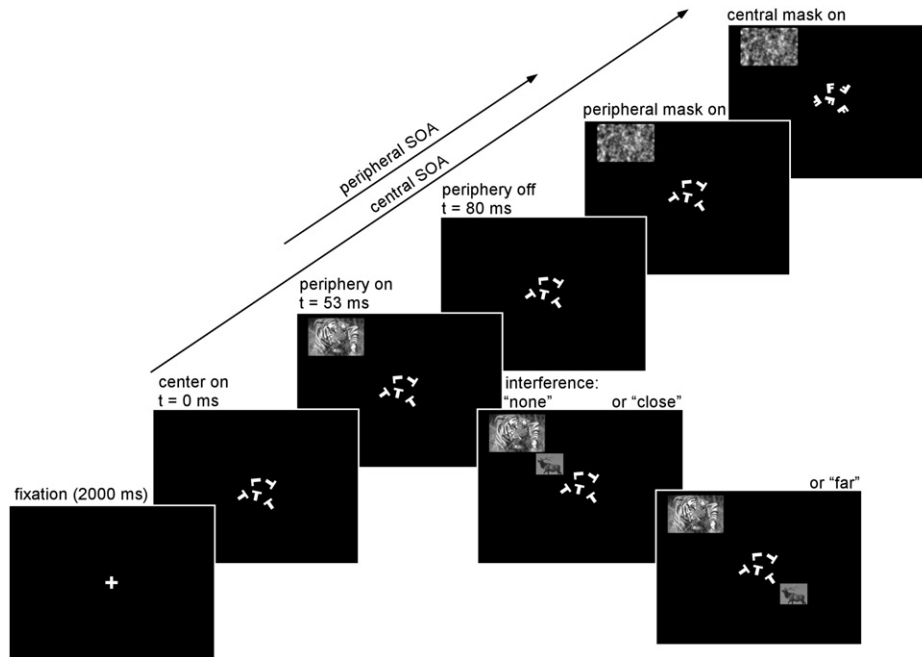 central mask on
F F
F F F
peripheral mask on
L T
T T T
peripheral SOA
central SOA
periphery off
t = 80 ms
L T
T T T
periphery on
t = 53 ms
L T
T T T
center on
t = 0 ms
L T
T T T
interference:
“none” or “close”
L T
T T T
fixation (2000 ms)
+
or “far”
L T
T T T